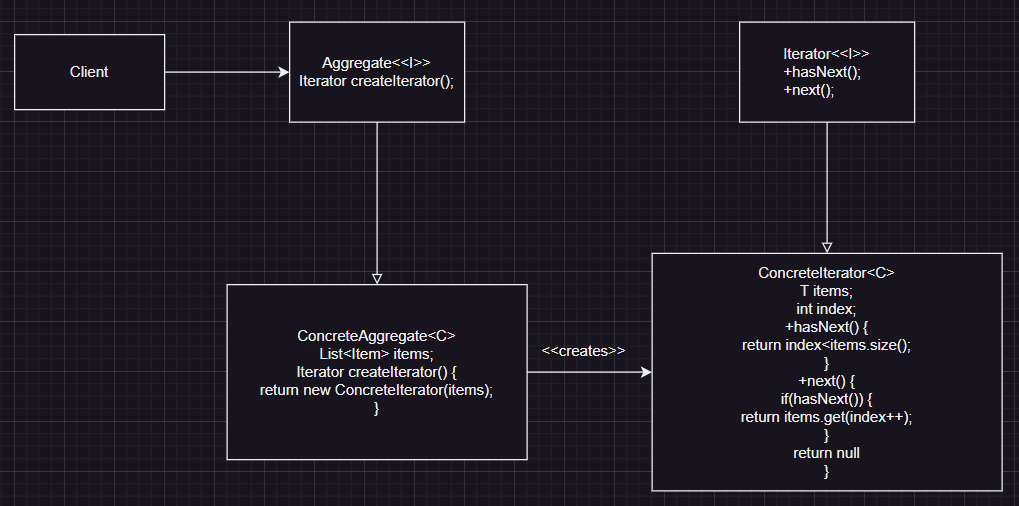 Client
Aggregate<<I>>
Iterator createIterator();
Iterator<<I>>
+hasNext();
+next();
ConcreteAggregate<C>
List<Item> items;
Iterator createIterator() {
return new ConcreteIterator(items);
}
<<creates>>
ConcreteIterator<C>
T items;
int index;
+hasNext() {
return index<items.size();
}
+next() {
if(hasNext()) {
return items.get(index++);
}
return null
}